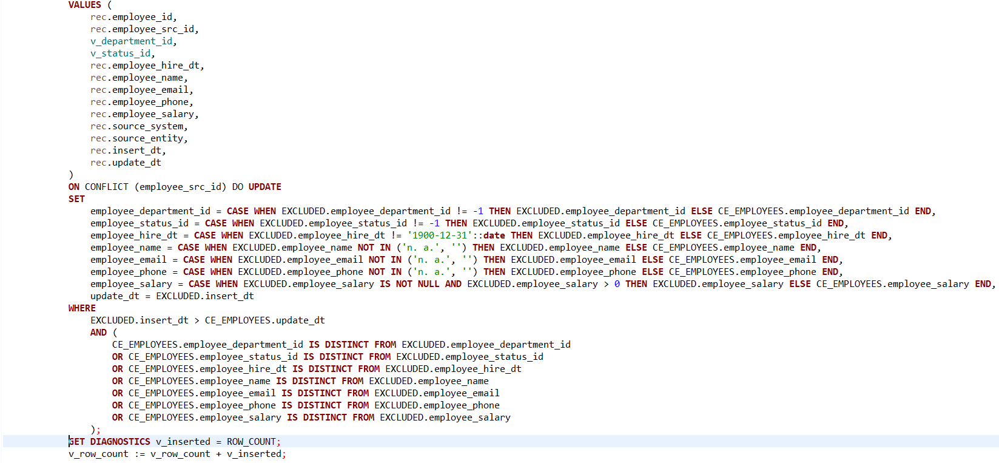 VALUES (
rec.employee_id,
rec.employee_src_id,
v_department_id,
v_status_id,
rec.employee_hire_dt,
rec.employee_name,
rec.employee_email,
rec.employee_phone,
rec.employee_salary,
rec.source_system,
rec.source_entity,
rec.insert_dt,
rec.update_dt
)
ON CONFLICT (employee_src_id) DO UPDATE
SET
employee_department_id = CASE WHEN EXCLUDED.employee_department_id != -1 THEN EXCLUDED.employee_department_id ELSE CE_EMPLOYEES.employee_department_id END,
employee_status_id = CASE WHEN EXCLUDED.employee_status_id != -1 THEN EXCLUDED.employee_status_id ELSE CE_EMPLOYEES.employee_status_id END,
employee_hire_dt = CASE WHEN EXCLUDED.employee_hire_dt != '1900-12-31'::date THEN EXCLUDED.employee_hire_dt ELSE CE_EMPLOYEES.employee_hire_dt END,
employee_name = CASE WHEN EXCLUDED.employee_name NOT IN ('n. a.', '') THEN EXCLUDED.employee_name ELSE CE_EMPLOYEES.employee_name END,
employee_email = CASE WHEN EXCLUDED.employee_email NOT IN ('n. a.', '') THEN EXCLUDED.employee_email ELSE CE_EMPLOYEES.employee_email END,
employee_phone = CASE WHEN EXCLUDED.employee_phone NOT IN ('n. a.', '') THEN EXCLUDED.employee_phone ELSE CE_EMPLOYEES.employee_phone END,
employee_salary = CASE WHEN EXCLUDED.employee_salary IS NOT NULL AND EXCLUDED.employee_salary > 0 THEN EXCLUDED.employee_salary ELSE CE_EMPLOYEES.employee_salary END,
update_dt = EXCLUDED.insert_dt
WHERE
EXCLUDED.insert_dt > CE_EMPLOYEES.update_dt
AND (
CE_EMPLOYEES.employee_department_id IS DISTINCT FROM EXCLUDED.employee_department_id
OR CE_EMPLOYEES.employee_status_id IS DISTINCT FROM EXCLUDED.employee_status_id
OR CE_EMPLOYEES.employee_hire_dt IS DISTINCT FROM EXCLUDED.employee_hire_dt
OR CE_EMPLOYEES.employee_name IS DISTINCT FROM EXCLUDED.employee_name
OR CE_EMPLOYEES.employee_email IS DISTINCT FROM EXCLUDED.employee_email
OR CE_EMPLOYEES.employee_phone IS DISTINCT FROM EXCLUDED.employee_phone
OR CE_EMPLOYEES.employee_salary IS DISTINCT FROM EXCLUDED.employee_salary
);
GET DIAGNOSTICS v_inserted = ROW_COUNT;
v_row_count := v_row_count + v_inserted;